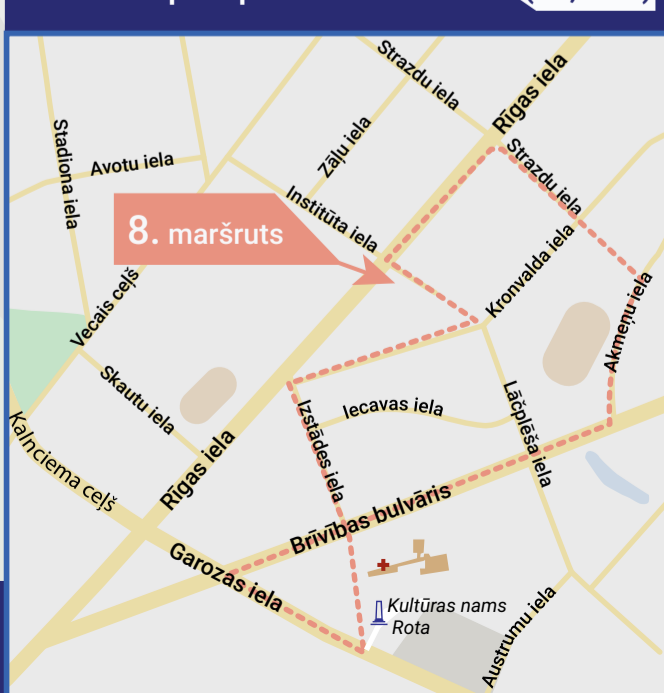 Strazdu iela
Rīgas iela
Stadiona iela
Avotu iela
Zāļu iela
Strazdu iela
Institūta iela
8. maršruts
Kronvalda iela
Vecais ceļš
Akmeņu iela
Skautu iela
Iecavas iela
Izstādes iela
Lāčplēša iela
Kalnciema ceļš
Rīgas iela
Brīvības bulvāris
Garozas iela
Kultūras nams
Rota
Austrumu iela